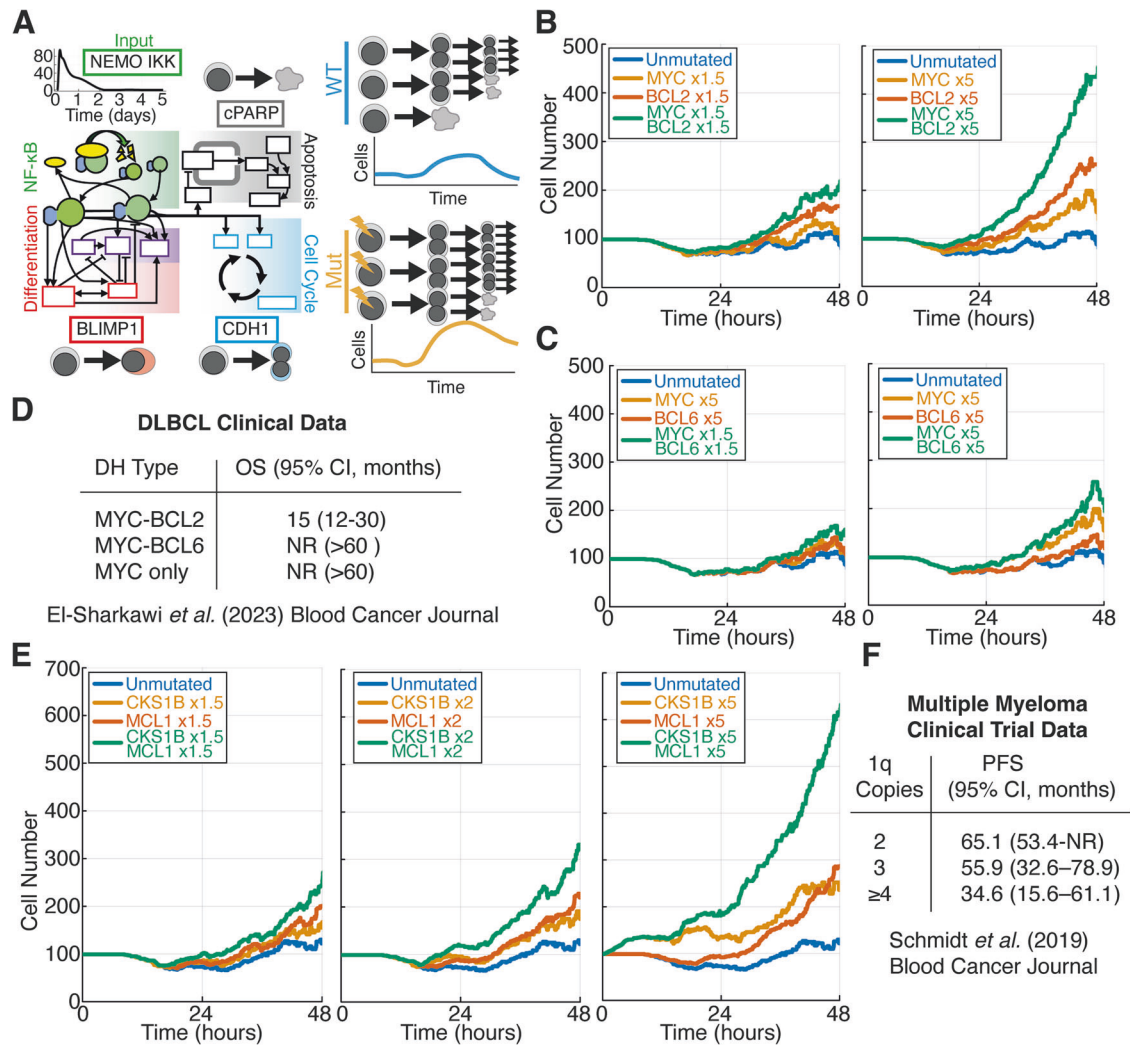 A
Input
NEMO IKK
80
40
0
0 1 2 3 4 5
Time (days)
cPARP
NF-κB
Apoptosis
Differentiation
Cell Cycle
BLIMP1
CDH1
WT
Cells
Time
Mut
Cells
Time
B
Cell Number
500
400
300
200
100
0
Unmutated
MYC x1.5
BCL2 x1.5
MYC x1.5
BCL2 x1.5
0 24 48
Time (hours)
Unmutated
MYC x5
BCL2 x5
MYC x5
BCL2 x5
0 24 48
Time (hours)
C
Cell Number
500
400
300
200
100
0
Unmutated
MYC x5
BCL6 x5
MYC x1.5
BCL6 x1.5
0 24 48
Time (hours)
Unmutated
MYC x5
BCL6 x5
MYC x5
BCL6 x5
0 24 48
Time (hours)
D
DLBCL Clinical Data
DH Type OS (95% CI, months)
MYC-BCL2 15 (12-30)
MYC-BCL6 NR (>60 )
MYC only NR (>60)
El-Sharkawi et al. (2023) Blood Cancer Journal
E
Cell Number
700
600
500
400
300
200
100
0
Unmutated
CKS1B x1.5
MCL1 x1.5
CKS1B x1.5
MCL1 x1.5
0 24 48
Time (hours)
Unmutated
CKS1B x2
MCL1 x2
CKS1B x2
MCL1 x2
0 24 48
Time (hours)
Unmutated
CKS1B x5
MCL1 x5
CKS1B x5
MCL1 x5
0 24 48
Time (hours)
F
Multiple Myeloma
Clinical Trial Data
1q PFS
Copies (95% CI, months)
2 65.1 (53.4-NR)
3 55.9 (32.6–78.9)
≥4 34.6 (15.6–61.1)
Schmidt et al. (2019)
Blood Cancer Journal